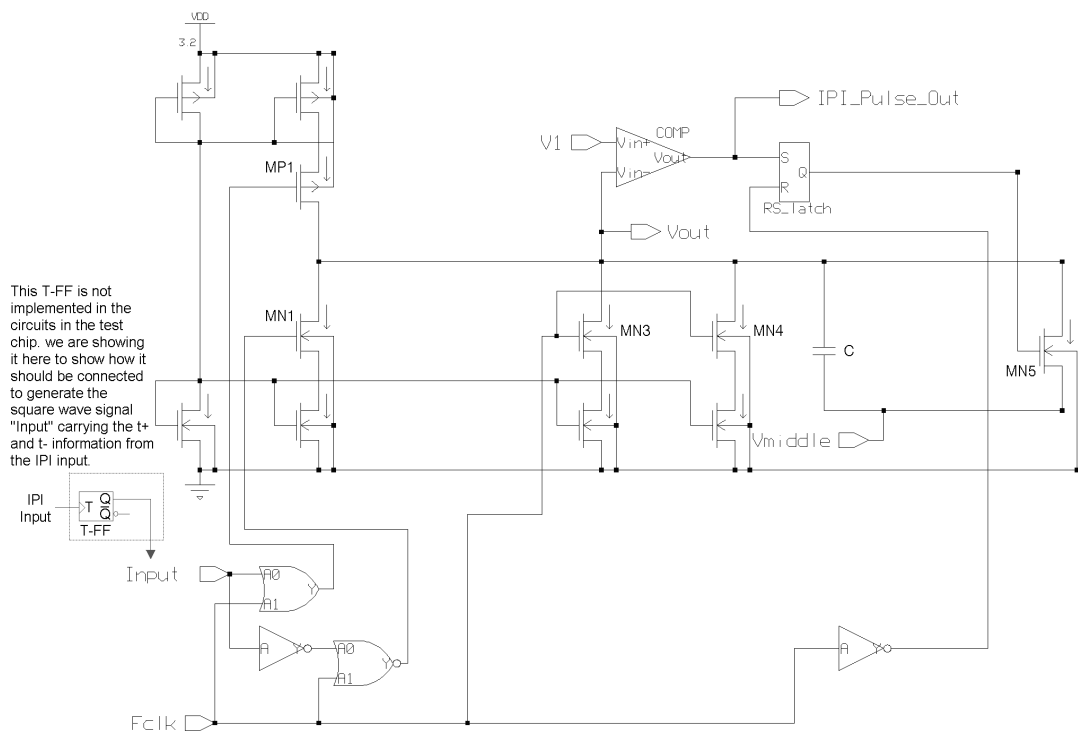 VDD
3.2
IPI_Pulse_Out
COMP
V1
Vin+
Vout
Vin-
S
Q
R
RS_latch
MP1
Vout
This T-FF is not
implemented in the
circuits in the test
chip. we are showing
it here to show how it
should be connected
to generate the
square wave signal
"Input" carrying the t+
and t- information from
the IPI input.
MN1
MN3
MN4
C
MN5
Vmiddle
IPI
Input
T
Q
Q
T-FF
Input
A0
Y
A1
A
Y
A0
Y
A1
A
Y
Fclk